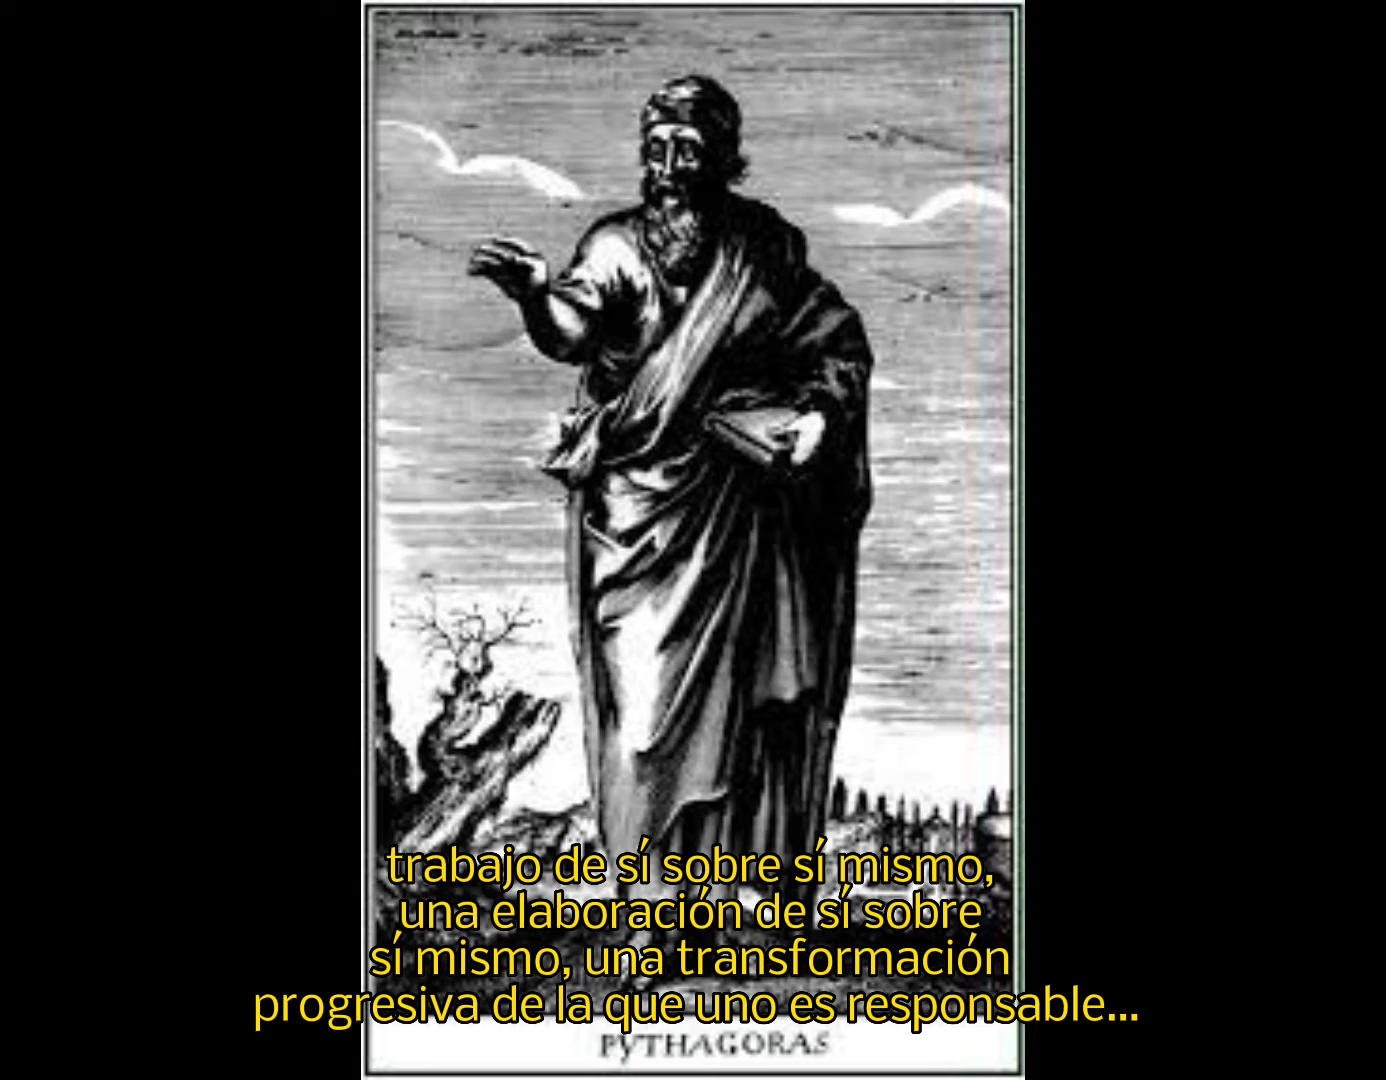 trabajo de sí sobre sí mismo,
una elaboración de sí sobre
sí mismo, una transformación
progresiva de la que uno es responsable...
PYTHAGORAS